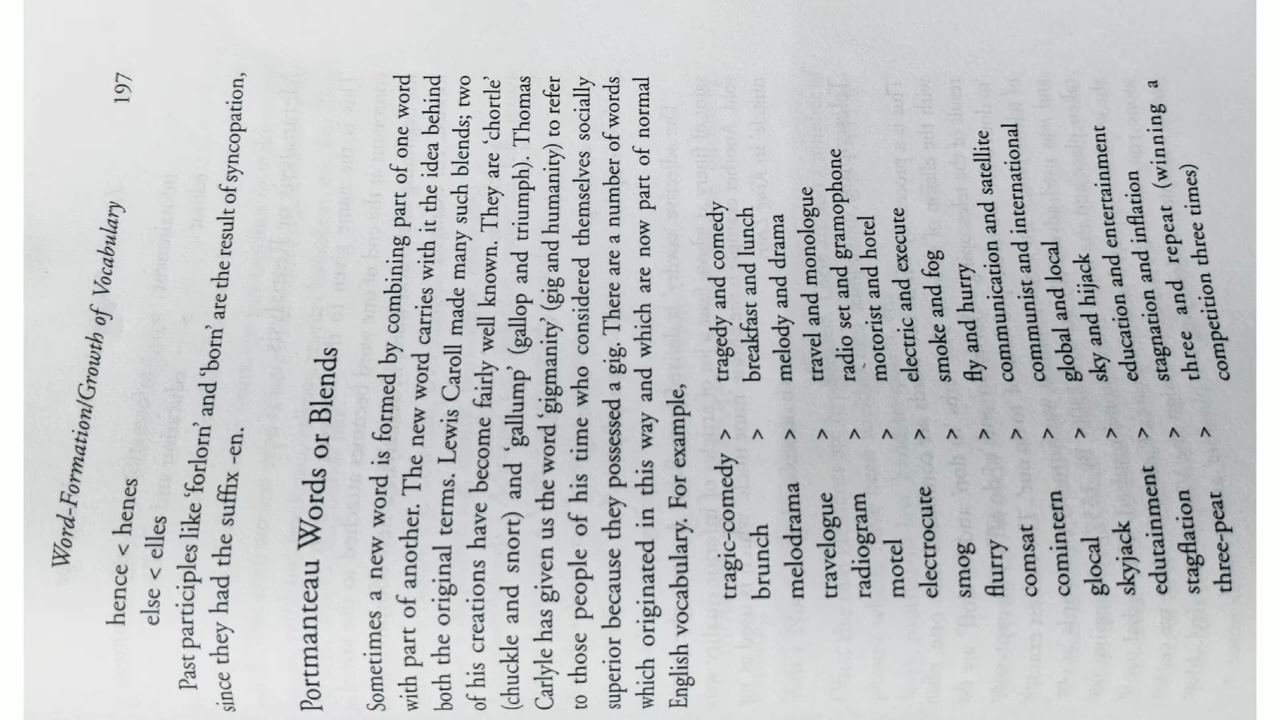 Word-Formation/Growth of Vocabulary 197
hence < henes
else < elles
Past participles like ‘forlorn’ and ‘born’ are the result of syncopation,
since they had the suffix -en.
Portmanteau Words or Blends
Sometimes a new word is formed by combining part of one word
with part of another. The new word carries with it the idea behind
both the original terms. Lewis Caroll made many such blends; two
of his creations have become fairly well known. They are ‘chortle’
(chuckle and snort) and ‘gallump’ (gallop and triumph). Thomas
Carlyle has given us the word ‘gigmanity’ (gig and humanity) to refer
to those people of his time who considered themselves socially
superior because they possessed a gig. There are a number of words
which originated in this way and which are now part of normal
English vocabulary. For example,
tragic-comedy > tragedy and comedy
brunch > breakfast and lunch
melodrama > melody and drama
travelogue > travel and monologue
radiogram > radio set and gramophone
motel > motorist and hotel
electrocute > electric and execute
smog > smoke and fog
flurry > fly and hurry
comsat > communication and satellite
comintern > communist and international
glocal > global and local
skyjack > sky and hijack
edutainment > education and entertainment
stagflation > stagnation and inflation
three-peat > three and repeat (winning a
competition three times)